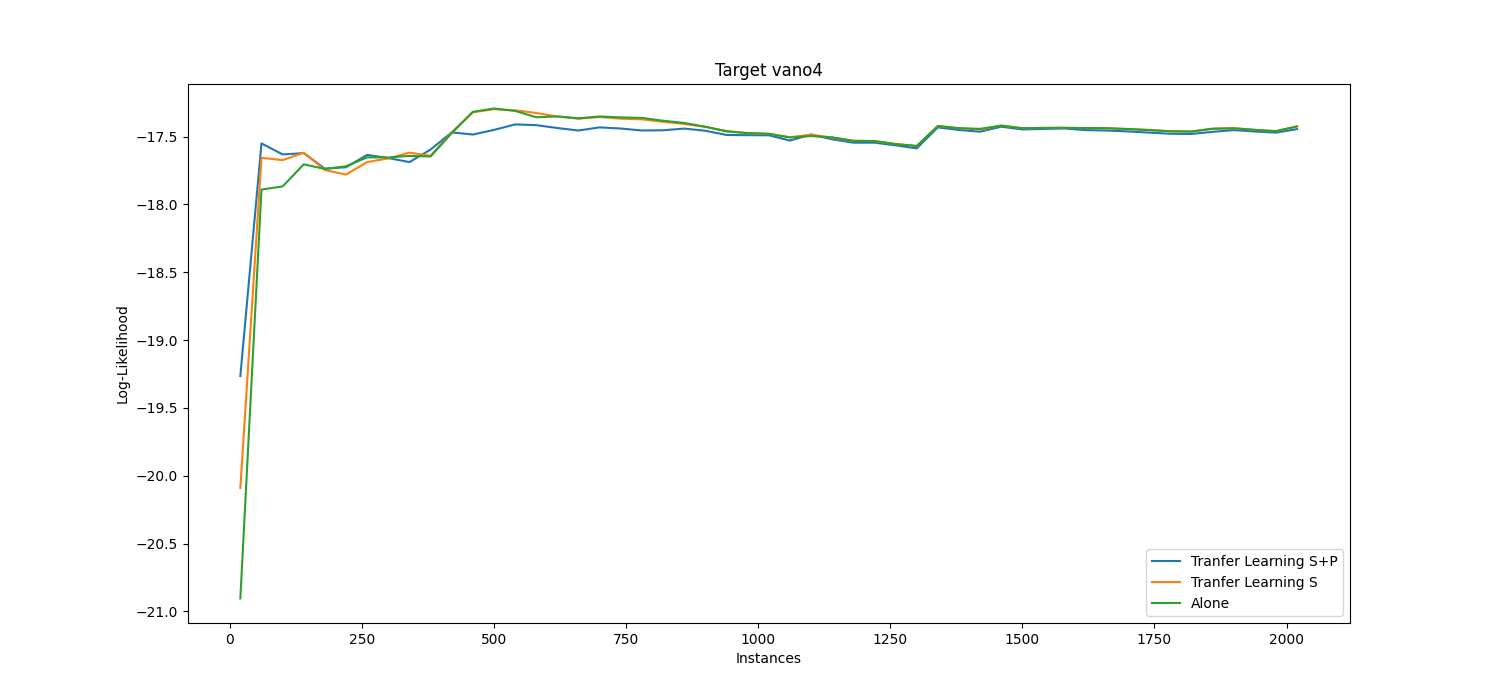 Target vano4
Log-Likelihood
−17.5
−18.0
−18.5
−19.0
−19.5
−20.0
−20.5
−21.0
0
250
500
750
1000
1250
1500
1750
2000
Instances
Tranfer Learning S+P
Tranfer Learning S
Alone